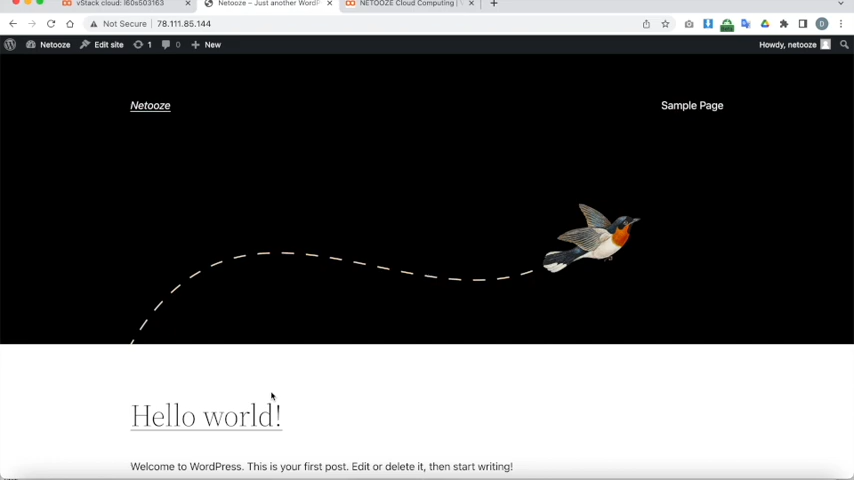 vStack cloud: l60s503163
Netooze – Just another WordP
NETOOZE Cloud Computing |
Not Secure
78.111.85.144
D
Netooze
Edit site
1
0
New
Howdy, netooze
Netooze
Sample Page
Hello world!
Welcome to WordPress. This is your first post. Edit or delete it, then start writing!